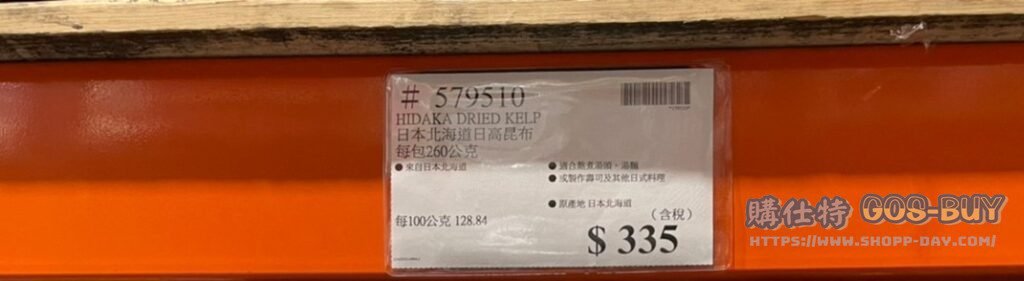 # 579510
HIDAKA DRIED KELP
日本北海道日高昆布
每包260公克
● 來自日本北海道
● 適合熬煮湯頭、湯麵
● 或製作壽司及其他日式料理
● 原產地 日本北海道
每100公克 128.84
(含稅)
$ 335
購仕特 GOS-BUY
HTTPS://WWW.SHOPP-DAY.COM/